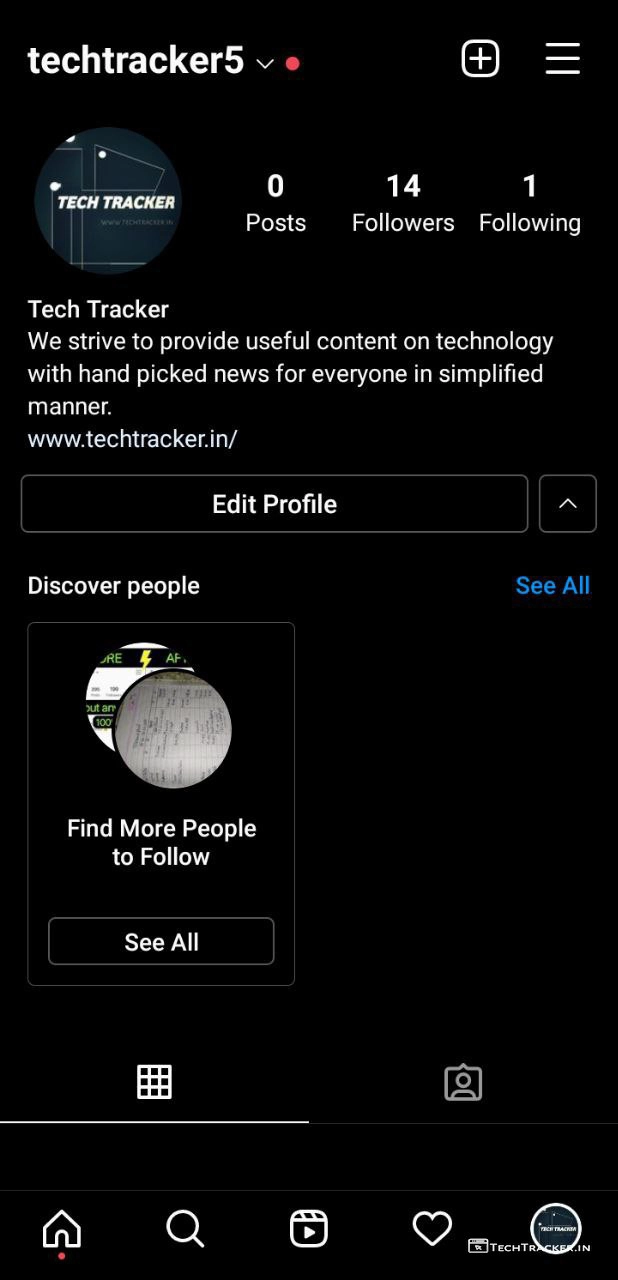 techtracker5
TECH TRACKER
WWW.TECHTRACKER.IN
0
Posts
14
Followers
1
Following
Tech Tracker
We strive to provide useful content on technology
with hand picked news for everyone in simplified
manner.
www.techtracker.in/
Edit Profile
Discover people
See All
Find More People
to Follow
See All
TECH TRACKER
TECHTRACKER.IN